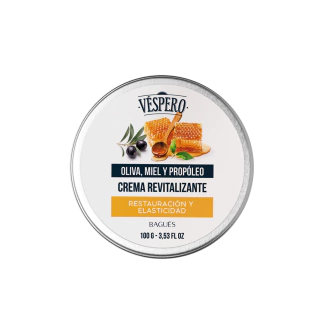 VÉSPERO
OLIVA, MIEL Y PROPÓLEO
CREMA REVITALIZANTE
RESTAURACIÓN Y
ELASTICIDAD
BAGUÉS
100 G - 3,53 FL OZ